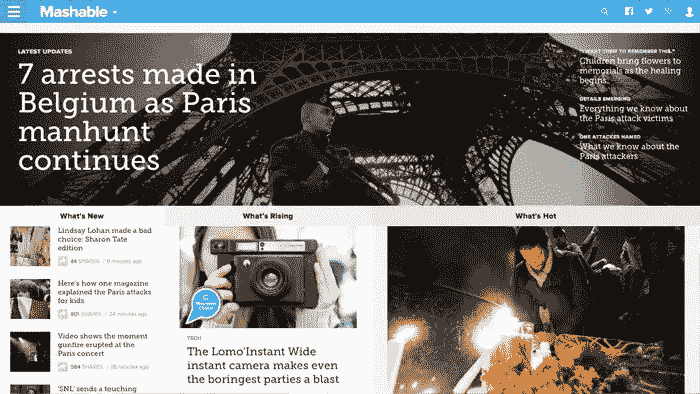 Mashable
LATEST UPDATES
7 arrests made in
Belgium as Paris
manhunt
continues
"I WANT THEM TO REMEMBER THIS."
Children bring flowers to
memorials as the healing
begins
DETAILS EMERGING
Everything we know about
the Paris attack victims
ONE ATTACKER NAMED
What we know about the
Paris attackers
What's New
Lindsay Lohan made a bad
choice: Sharon Tate
edition
44 SHARES / 8 minutes ago
Here's how one magazine
explained the Paris attacks
for kids
801 SHARES / 24 minutes ago
Video shows the moment
gunfire erupted at the
Paris concert
584 SHARES
minutes ago
'SNL' sends a touching
What's Rising
TECH
The Lomo'Instant Wide
instant camera makes even
the boringest parties a blast
What's Hot